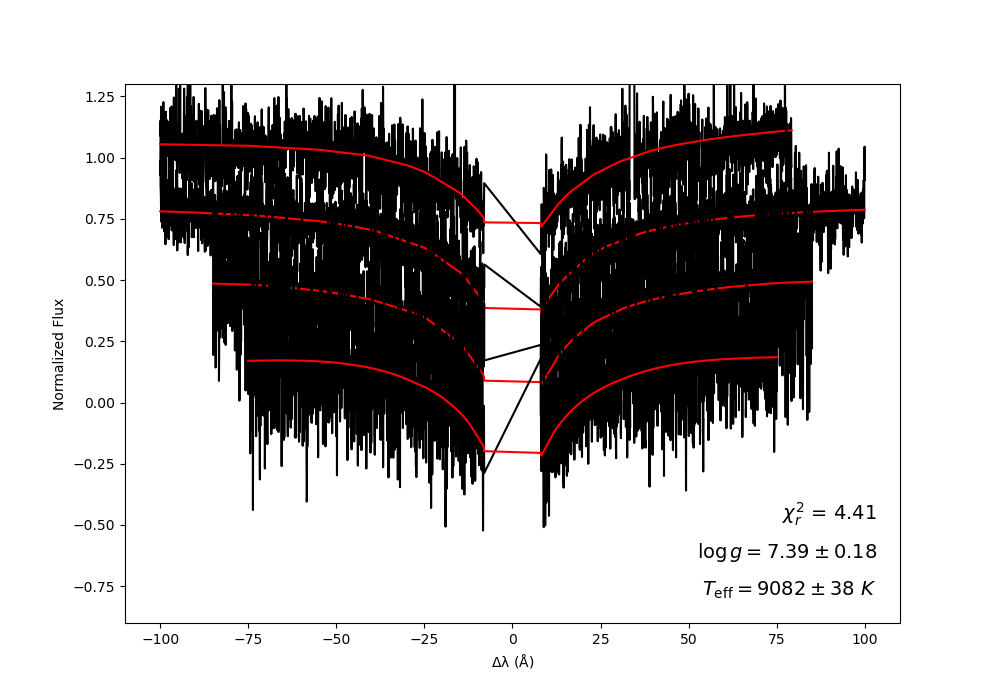 1.25
1.00
0.75
0.50
0.25
0.00
−0.25
−0.50
−0.75
Normalized Flux
χ²ᵣ = 4.41
log g = 7.39 ± 0.18
T_eff = 9082 ± 38 K
−100 −75 −50 −25 0 25 50 75 100
Δλ (Å)